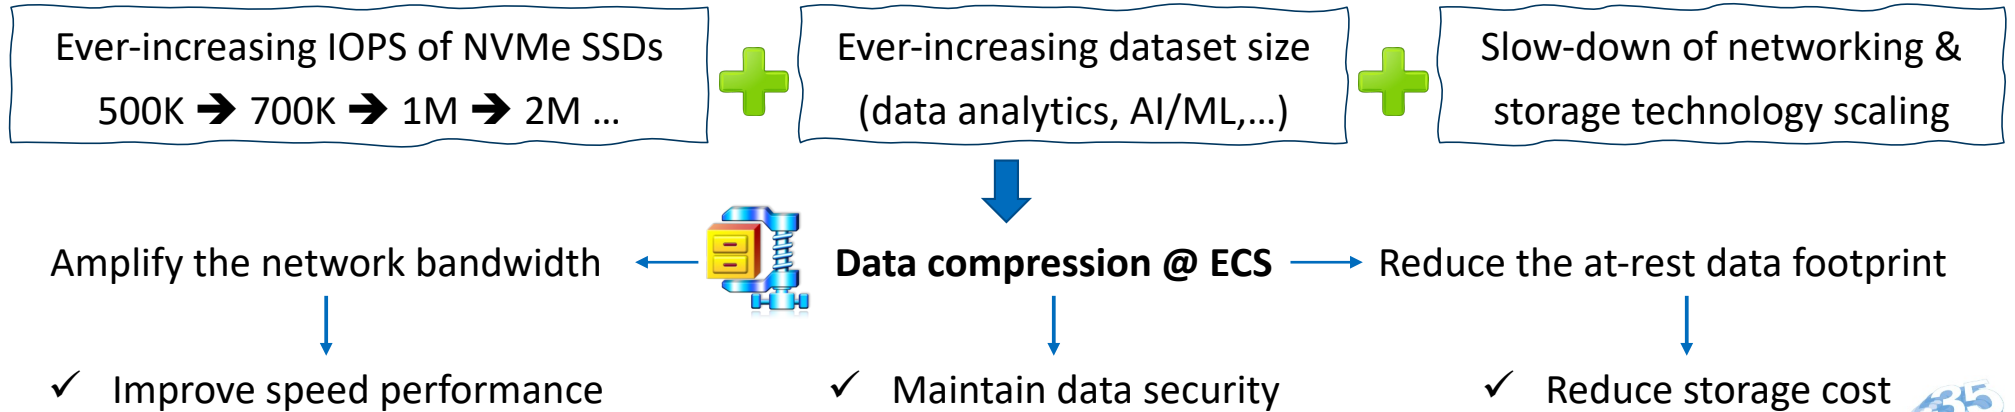 Ever-increasing IOPS of NVMe SSDs
500K ➔ 700K ➔ 1M ➔ 2M …
Ever-increasing dataset size
(data analytics, AI/ML,…)
Slow-down of networking &
storage technology scaling
Amplify the network bandwidth
Data compression @ ECS
Reduce the at-rest data footprint
✓ Improve speed performance
✓ Maintain data security
✓ Reduce storage cost